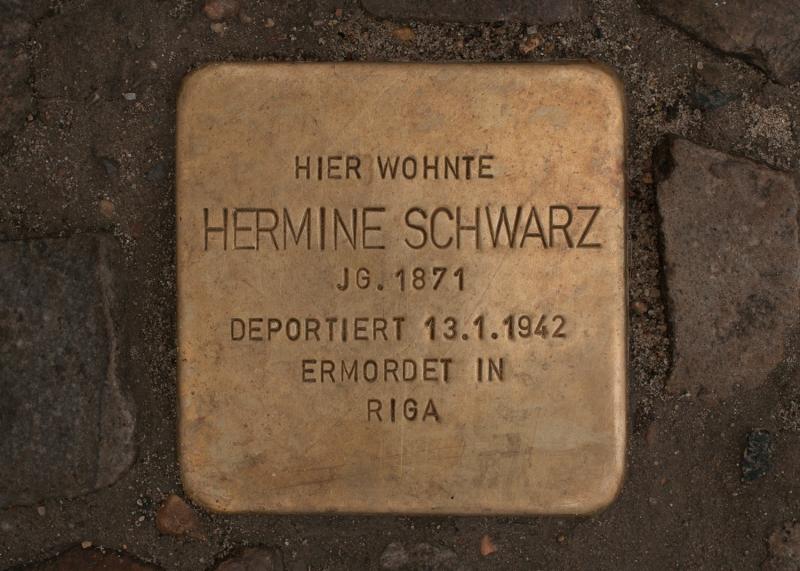 HIER WOHNTE
HERMINE SCHWARZ
JG. 1871
DEPORTIERT 13.1.1942
ERMORDET IN
RIGA